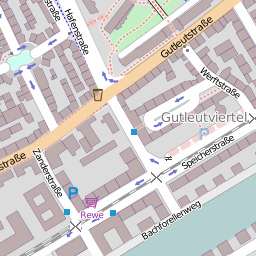 Hafenstraße
Gutleutstraße
Werftstraße
Gutleutviertel
P
straße
Zanderstraße
Speicherstraße
P
Rewe
Bachforellenweg